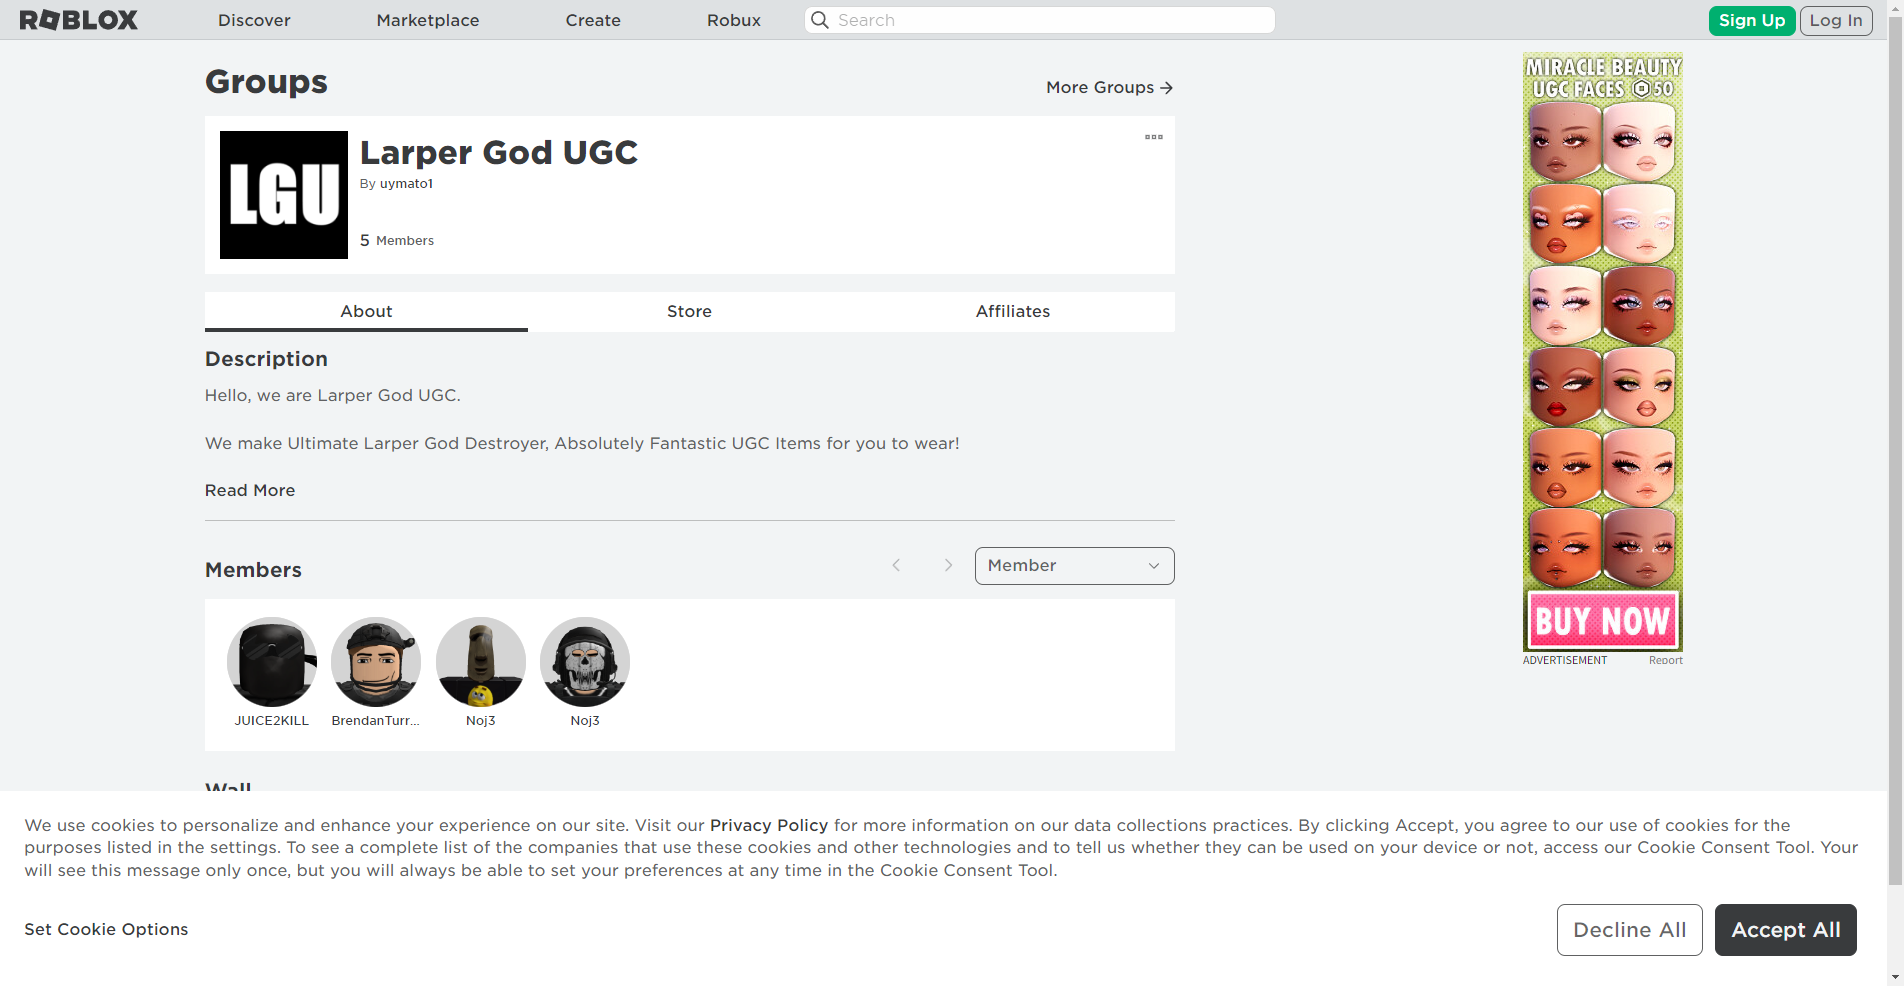 ROBLOX
Discover
Marketplace
Create
Robux
Search
Sign Up
Log In
Groups
More Groups
LGU
Larper God UGC
By uymato1
5 Members
About
Store
Affiliates
Description
Hello, we are Larper God UGC.
We make Ultimate Larper God Destroyer, Absolutely Fantastic UGC Items for you to wear!
Read More
Members
Member
JUICE2KILL
BrendanTurr...
Noj3
Noj3
MIRACLE BEAUTY
UGC FACES 50
BUY NOW
ADVERTISEMENT
Report
Wall
We use cookies to personalize and enhance your experience on our site. Visit our Privacy Policy for more information on our data collections practices. By clicking Accept, you agree to our use of cookies for the
purposes listed in the settings. To see a complete list of the companies that use these cookies and other technologies and to tell us whether they can be used on your device or not, access our Cookie Consent Tool. Your
will see this message only once, but you will always be able to set your preferences at any time in the Cookie Consent Tool.
Set Cookie Options
Decline All
Accept All